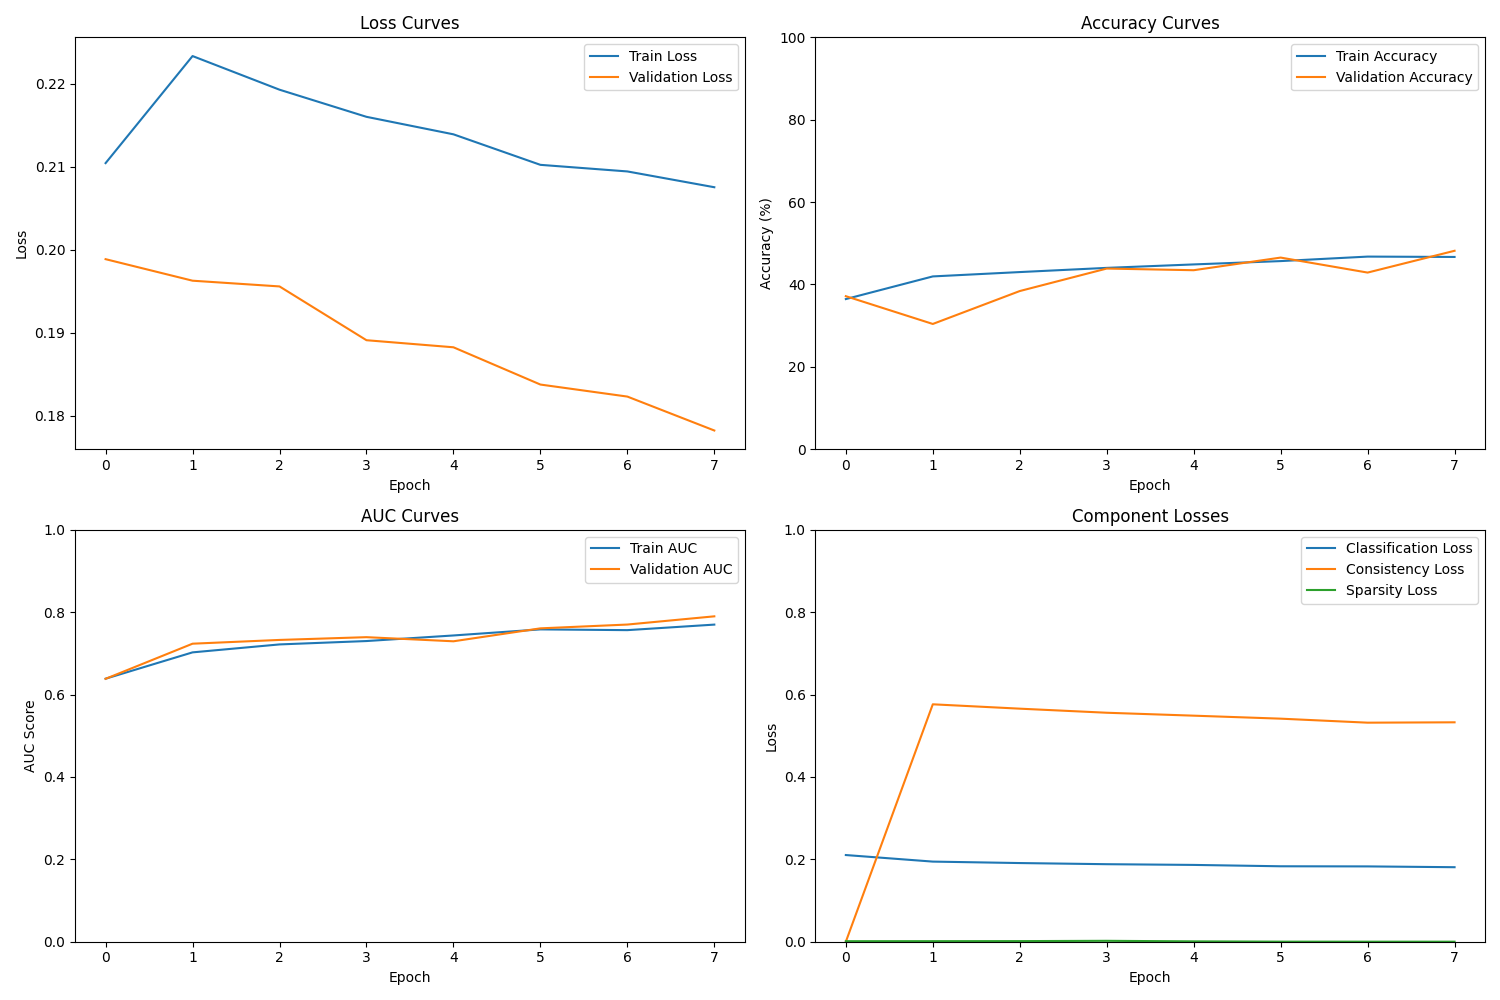 Loss Curves
Train Loss
Validation Loss
0.22
0.21
0.20
0.19
0.18
Loss
0 1 2 3 4 5 6 7
Epoch
Accuracy Curves
Train Accuracy
Validation Accuracy
100
80
60
40
20
0
Accuracy (%)
0 1 2 3 4 5 6 7
Epoch
AUC Curves
Train AUC
Validation AUC
1.0
0.8
0.6
0.4
0.2
0.0
AUC Score
0 1 2 3 4 5 6 7
Epoch
Component Losses
Classification Loss
Consistency Loss
Sparsity Loss
1.0
0.8
0.6
0.4
0.2
0.0
Loss
0 1 2 3 4 5 6 7
Epoch